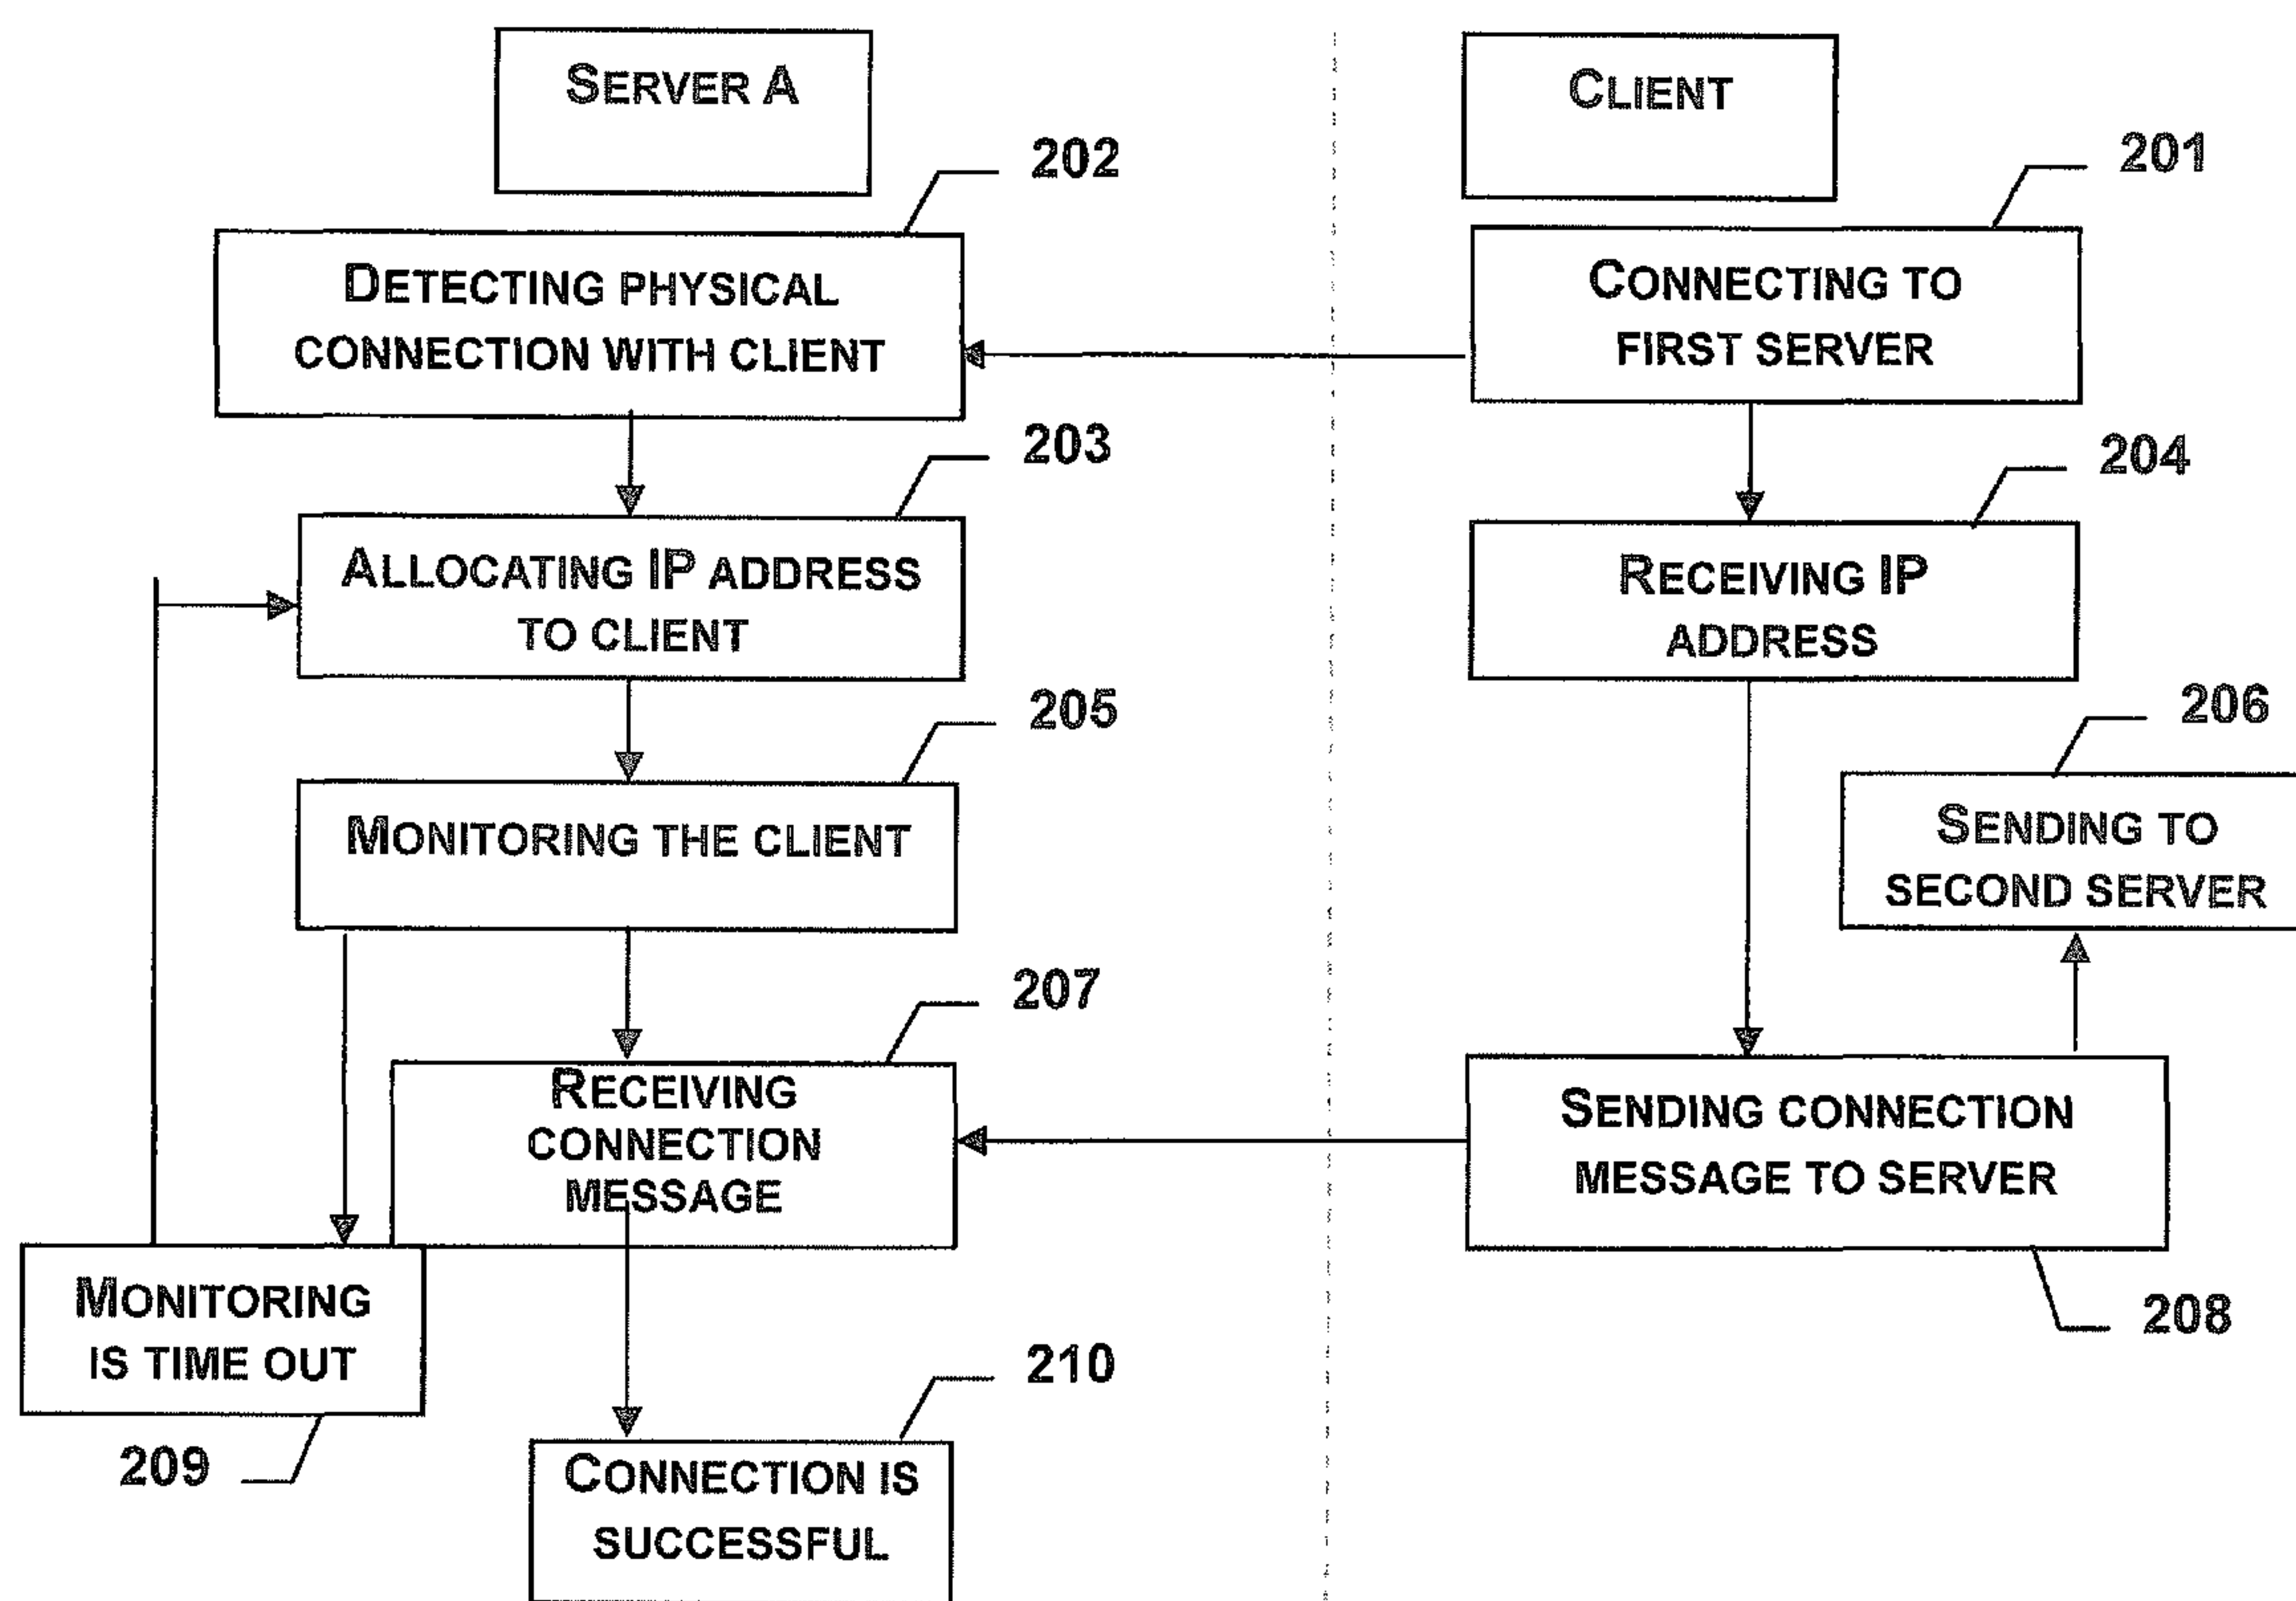 SERVER A
CLIENT
202
201
DETECTING PHYSICAL
CONNECTION WITH CLIENT
CONNECTING TO
FIRST SERVER
203
204
ALLOCATING IP ADDRESS
TO CLIENT
RECEIVING IP
ADDRESS
205
206
MONITORING THE CLIENT
SENDING TO
SECOND SERVER
207
RECEIVING
CONNECTION
MESSAGE
SENDING CONNECTION
MESSAGE TO SERVER
208
MONITORING
IS TIME OUT
209
210
CONNECTION IS
SUCCESSFUL